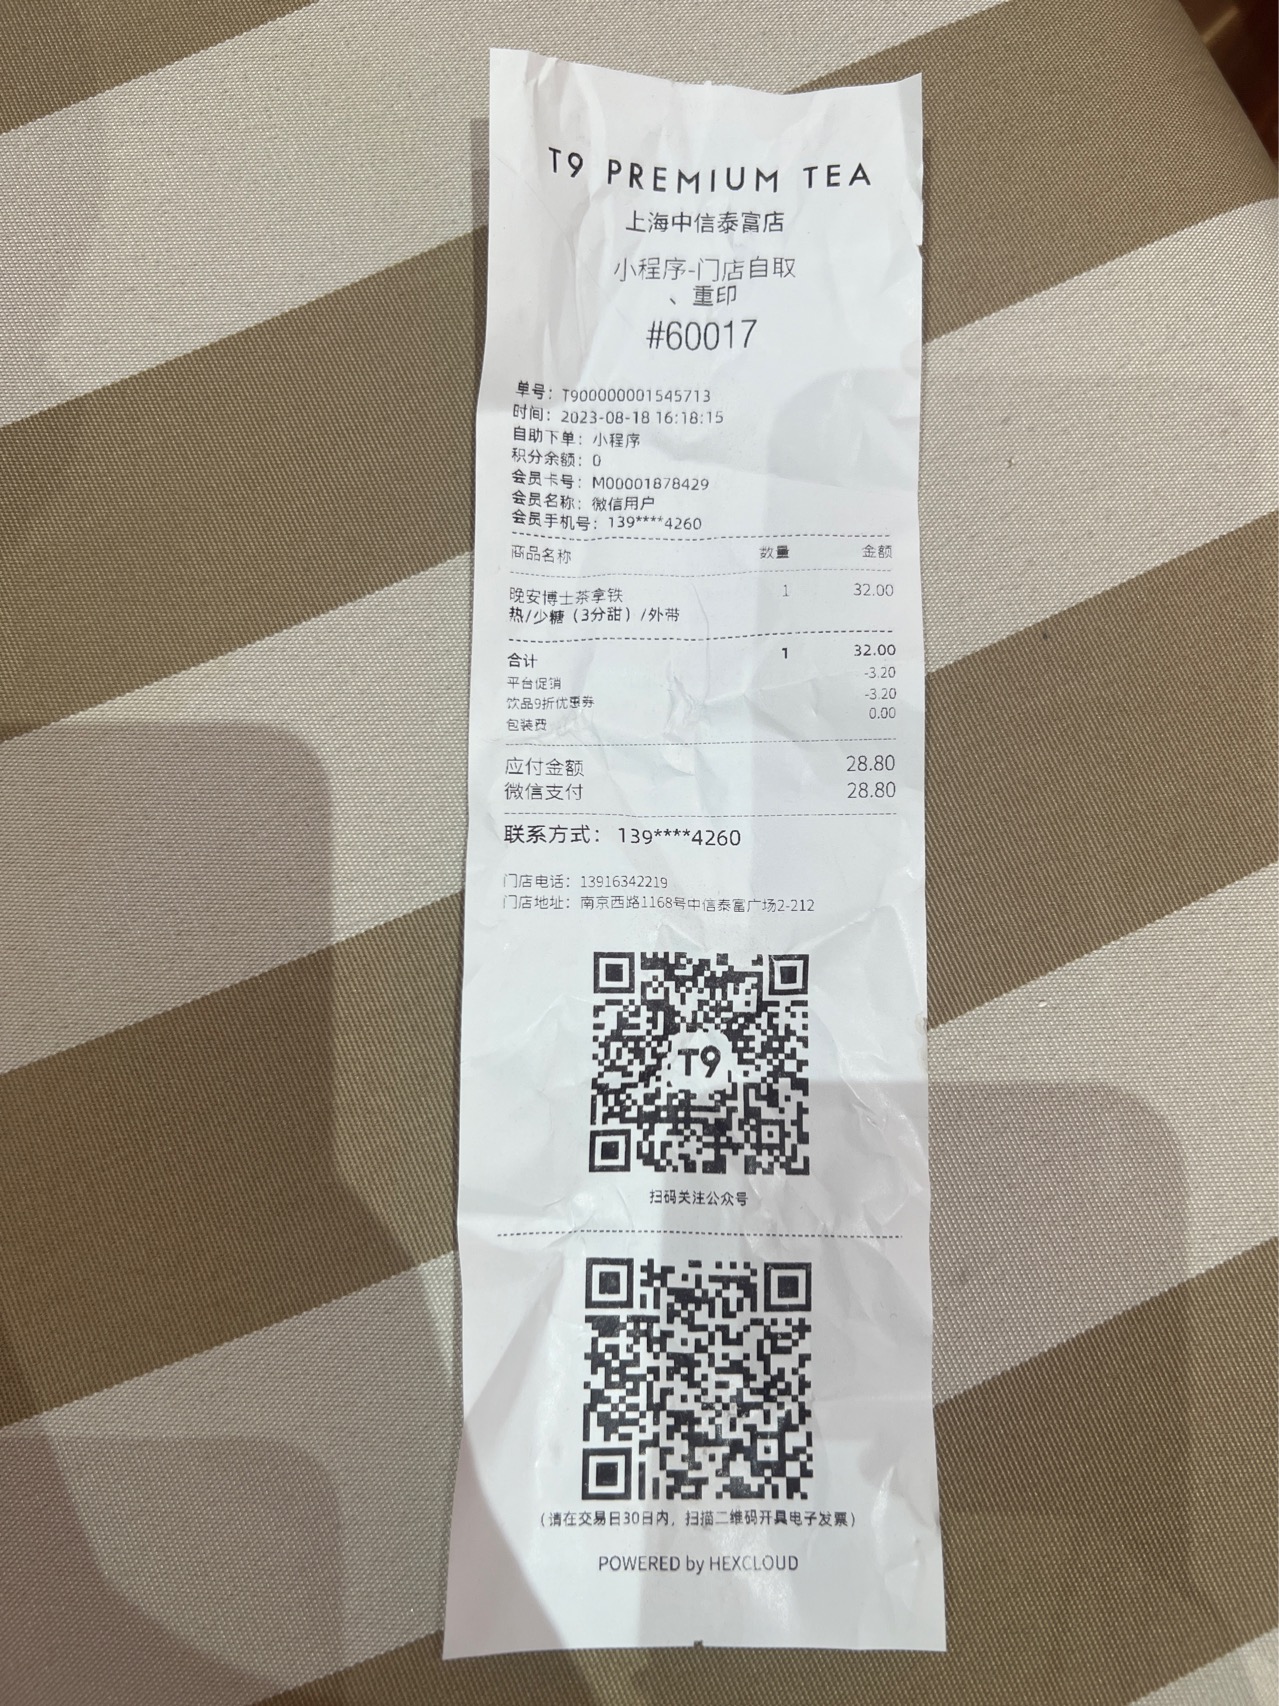 T9 PREMIUM TEA
上海中信泰富店
小程序-门店自取
、重印
#60017
单号：T900000001545713
时间：2023-08-18 16:18:15
自助下单：小程序
积分余额：0
会员卡号：M00001878429
会员名称：微信用户
会员手机号：139****4260
商品名称 数量 金额
晚安博士茶拿铁 1 32.00
热/少糖（3分甜）/外带
合计 1 32.00
平台促销 -3.20
饮品9折优惠券 -3.20
包装费 0.00
应付金额 28.80
微信支付 28.80
联系方式：139****4260
门店电话：13916342219
门店地址：南京西路1168号中信泰富广场2-212
T9
扫码关注公众号
（请在交易日30日内，扫描二维码开具电子发票）
POWERED by HEXCLOUD